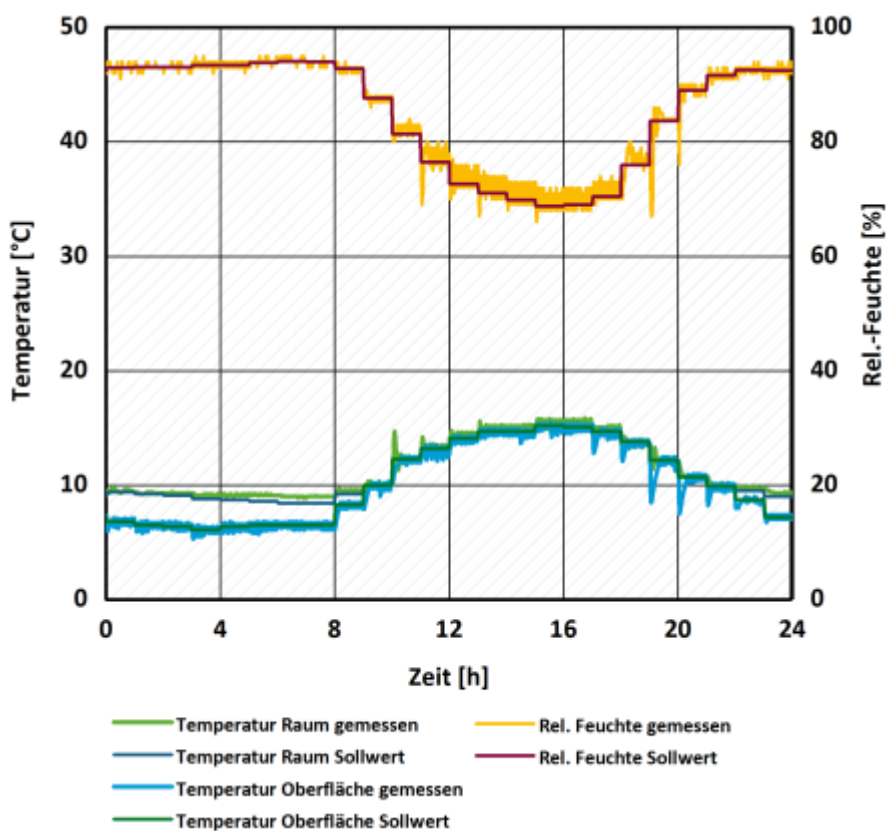 50
40
30
20
10
0
Temperatur [°C]
100
80
60
40
20
0
Rel.-Feuchte [%]
0 4 8 12 16 20 24
Zeit [h]
Temperatur Raum gemessen
Rel. Feuchte gemessen
Temperatur Raum Sollwert
Rel. Feuchte Sollwert
Temperatur Oberfläche gemessen
Temperatur Oberfläche Sollwert